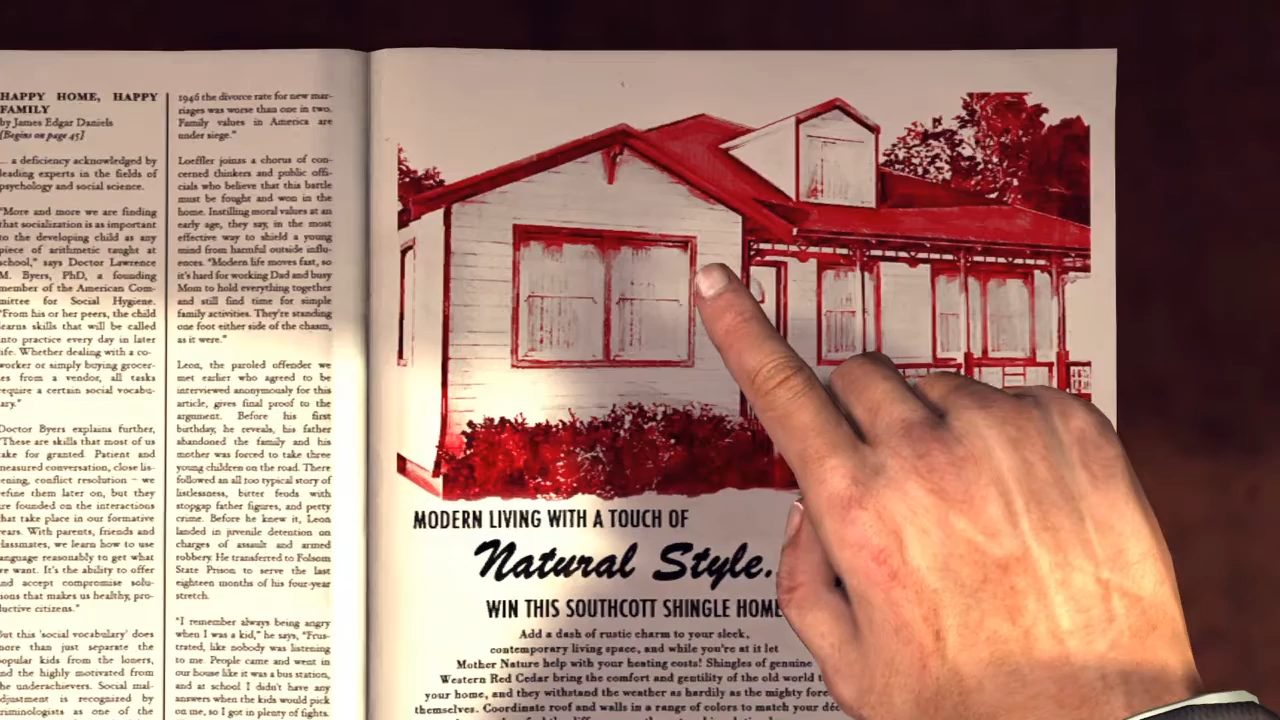 HAPPY HOME, HAPPY
FAMILY
by James Edgar Daniels
[Begins on page 45]
... a deficiency acknowledged by
leading experts in the fields of
psychology and social science.
"More and more we are finding
that socialization is as important
to the developing child as any
piece of arithmetic taught at
school," says Doctor Lawrence
M. Byers, PhD, a founding
member of the American Com-
mittee for Social Hygiene.
"From his or her peers, the child
learns skills that will be called
into practice every day in later
life. Whether dealing with a co-
worker or simply buying grocer-
ies from a vendor, all tasks
require a certain social vocabu-
lary."
Doctor Byers explains further,
"These are skills that most of us
take for granted. Patient and
measured conversation, close lis-
tening, conflict resolution – we
refine them later on, but they
are founded on the interactions
that take place in our formative
years. With parents, friends and
classmates, we learn how to use
language reasonably to get what
we want. It's the ability to offer
and accept compromise solu-
tions that makes us healthy, pro-
ductive citizens."
But this 'social vocabulary' does
more than just separate the
popular kids from the loners,
and the highly motivated from
the underachievers. Social mal-
adjustment is recognized by
criminologists as one of the
1946 the divorce rate for new mar-
riages was worse than one in two.
Family values in America are
under siege."
Loeffler joinss a chorus of con-
cerned thinkers and public offi-
cials who believe that this battle
must be fought and won in the
home. Instilling moral values at an
early age, they say, in the most
effective way to shield a young
mind from harmful outside influ-
ences. "Modern life moves fast, so
it's hard for working Dad and busy
Mom to hold everything together
and still find time for simple
family activities. They're standing
one foot either side of the chasm,
as it were."
Leon, the paroled offender we
met earlier who agreed to be
interviewed anonymously for this
article, gives final proof to the
argument. Before his first
birthday, he reveals, his father
abandoned the family and his
mother was forced to take three
young children on the road. There
followed an all too typical story of
listlessness, bitter feuds with
stopgap father figures, and petty
crime. Before he knew it, Leon
landed in juvenile detention on
charges of assault and armed
robbery. He transferred to Folsom
State Prison to serve the last
eighteen months of his four-year
stretch.
"I remember always being angry
when I was a kid," he says, "Frus-
trated, like nobody was listening
to me. People came and went in
our house like it was a bus station,
and at school I didn't have any
answers when the kids would pick
on me, so I got in plenty of fights.
MODERN LIVING WITH A TOUCH OF
Natural Style.
WIN THIS SOUTHCOTT SHINGLE HOME
Add a dash of rustic charm to your sleek,
contemporary living space, and while you're at it let
Mother Nature help with your heating costs! Shingles of genuine
Western Red Cedar bring the comfort and gentility of the old world
your home, and they withstand the weather as hardily as the mighty
themselves. Coordinate roof and walls in a range of colors to match your